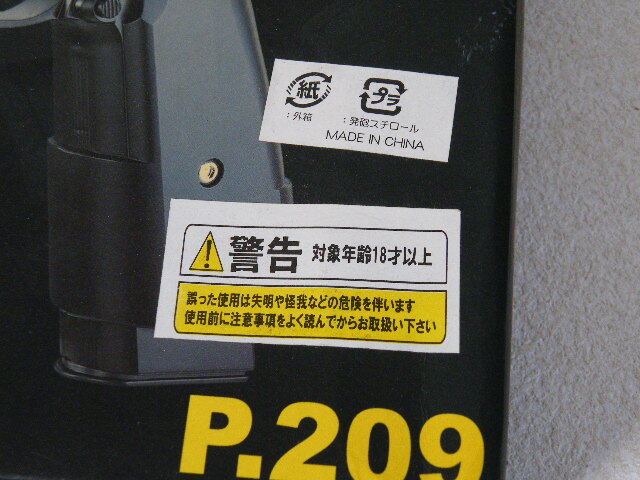 紙 プラ
:外箱 :発砲スチロール
MADE IN CHINA
警告 対象年齢18才以上
誤った使用は失明や怪我などの危険を伴います
使用前に注意事項をよく読んでからお取扱い下さい
P.209